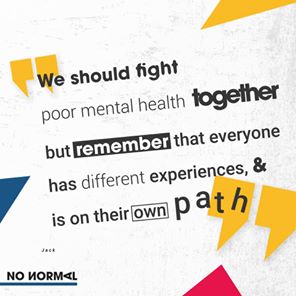 We should fight
poor mental health together
but remember that everyone
has different experiences, &
is on their own path
Jack
NO NORMAL